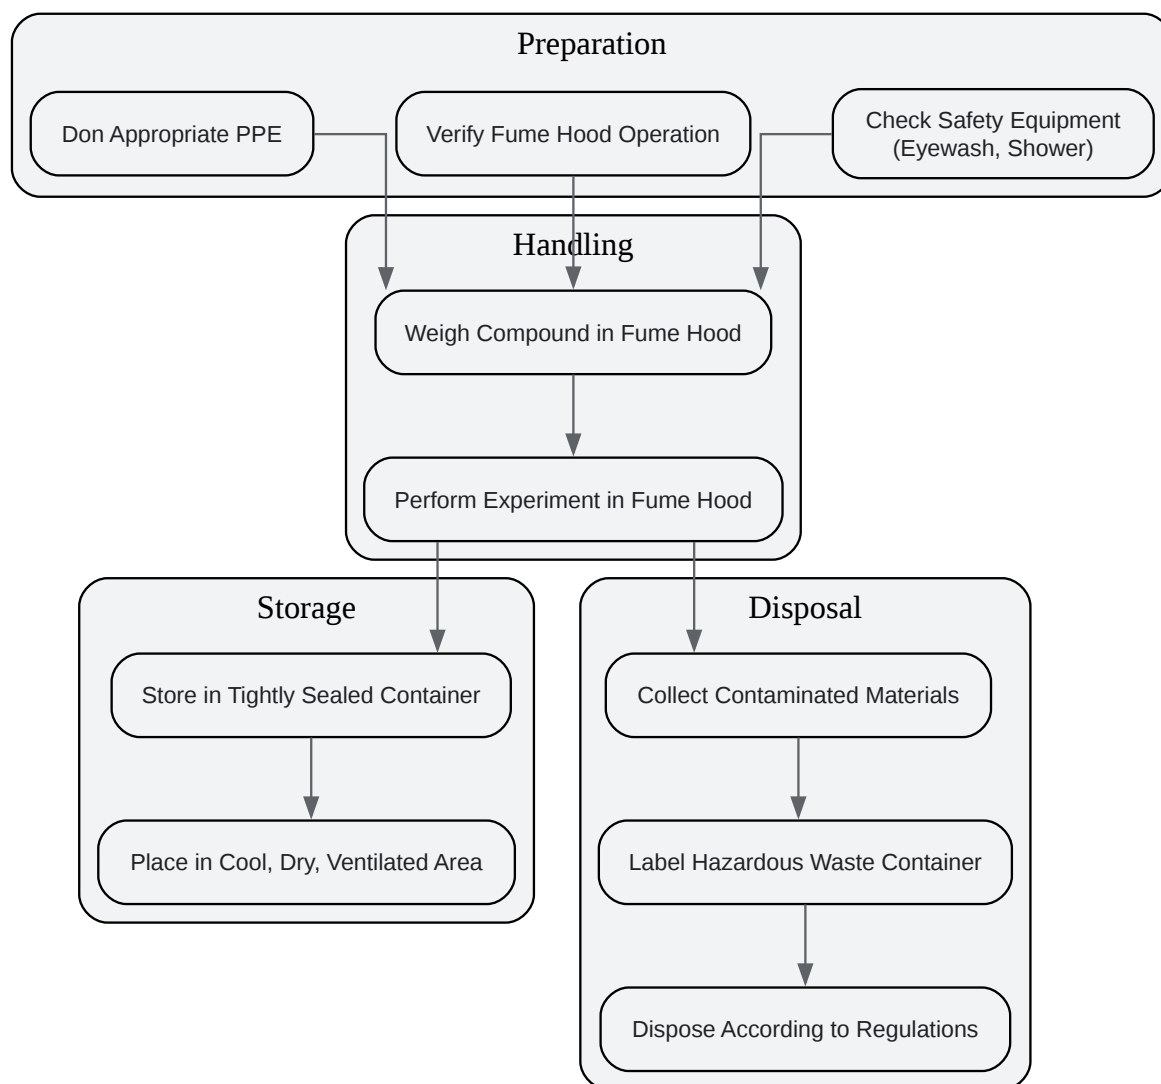 Preparation
Don Appropriate PPE
Verify Fume Hood Operation
Check Safety Equipment
(Eyewash, Shower)
Handling
Weigh Compound in Fume Hood
Perform Experiment in Fume Hood
Storage
Store in Tightly Sealed Container
Place in Cool, Dry, Ventilated Area
Disposal
Collect Contaminated Materials
Label Hazardous Waste Container
Dispose According to Regulations